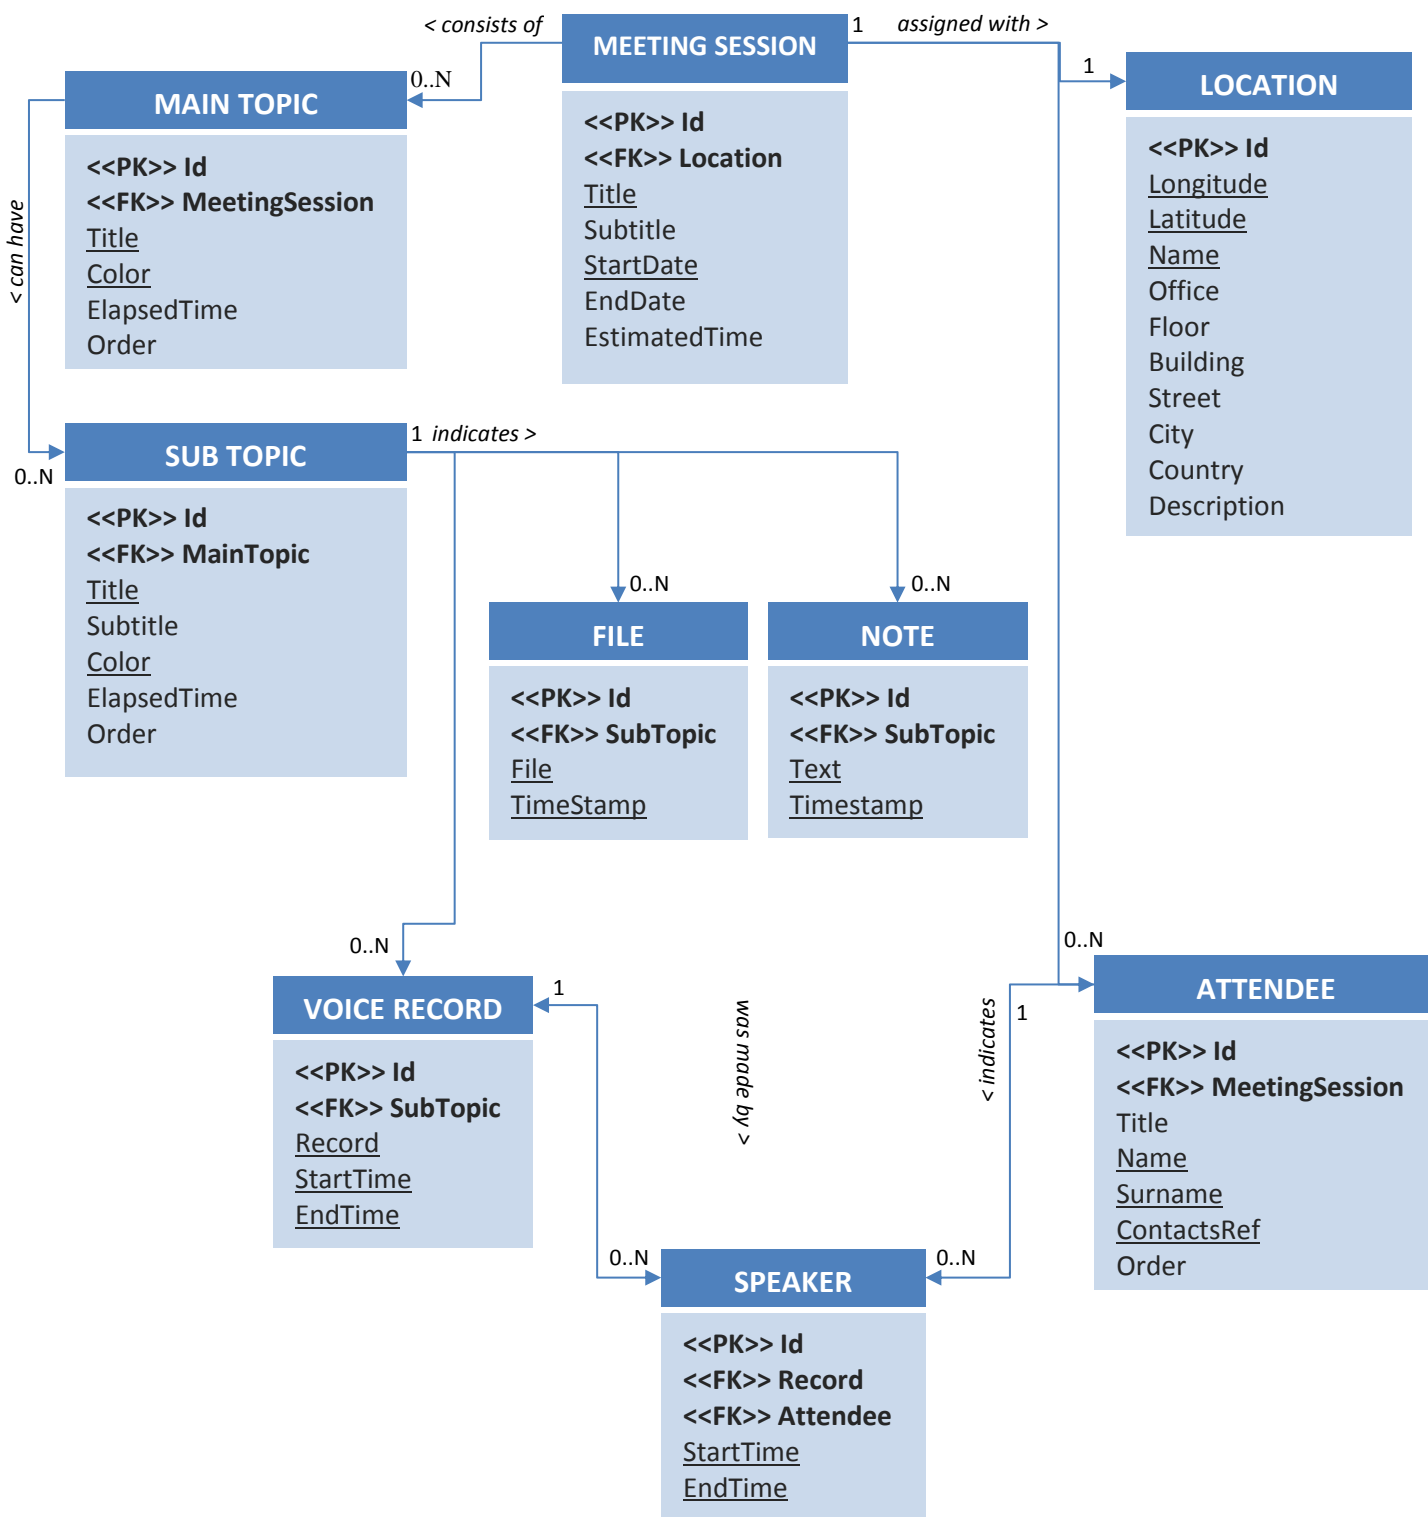 < consists of
MEETING SESSION
1
assigned with >
0..N
1
MAIN TOPIC
LOCATION
<<PK>> Id
<<FK>> MeetingSession
Title
Color
ElapsedTime
Order
<<PK>> Id
<<FK>> Location
Title
Subtitle
StartDate
EndDate
EstimatedTime
<<PK>> Id
Longitude
Latitude
Name
Office
Floor
Building
Street
City
Country
Description
< can have
0..N
SUB TOPIC
1 indicates >
<<PK>> Id
<<FK>> MainTopic
Title
Subtitle
Color
ElapsedTime
Order
0..N
FILE
<<PK>> Id
<<FK>> SubTopic
File
TimeStamp
0..N
NOTE
<<PK>> Id
<<FK>> SubTopic
Text
Timestamp
0..N
VOICE RECORD
1
<<PK>> Id
<<FK>> SubTopic
Record
StartTime
EndTime
was made by >
< indicates
1
0..N
ATTENDEE
<<PK>> Id
<<FK>> MeetingSession
Title
Name
Surname
ContactsRef
Order
0..N
SPEAKER
0..N
<<PK>> Id
<<FK>> Record
<<FK>> Attendee
StartTime
EndTime